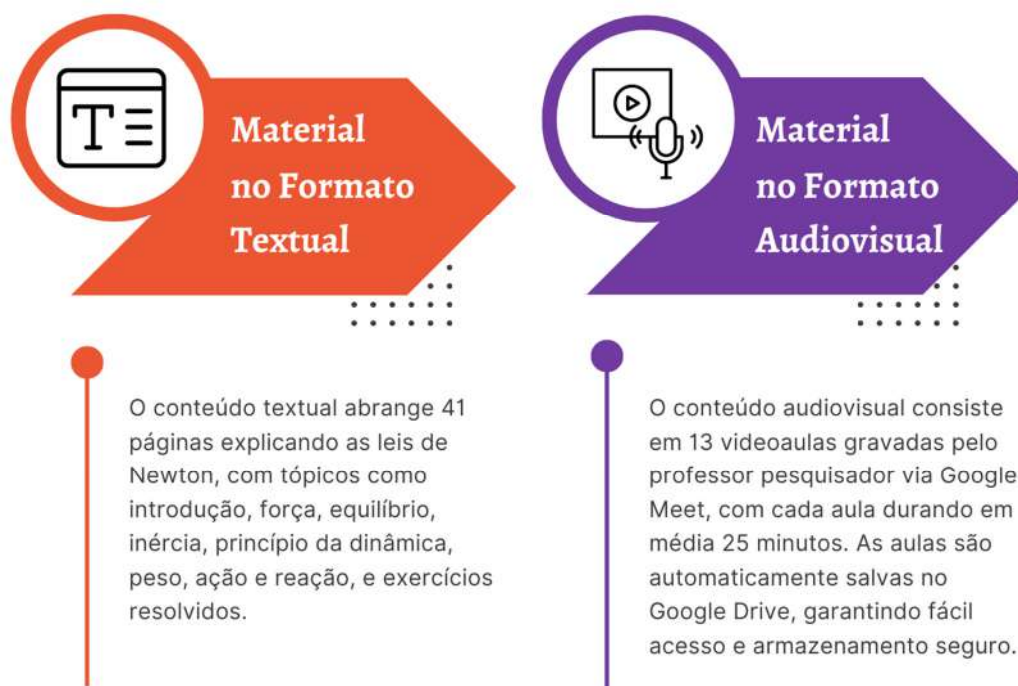 Material
no Formato
Textual
O conteúdo textual abrange 41
páginas explicando as leis de
Newton, com tópicos como
introdução, força, equilíbrio,
inércia, princípio da dinâmica,
peso, ação e reação, e exercícios
resolvidos.
Material
no Formato
Audiovisual
O conteúdo audiovisual consiste
em 13 videoaulas gravadas pelo
professor pesquisador via Google
Meet, com cada aula durando em
média 25 minutos. As aulas são
automaticamente salvas no
Google Drive, garantindo fácil
acesso e armazenamento seguro.